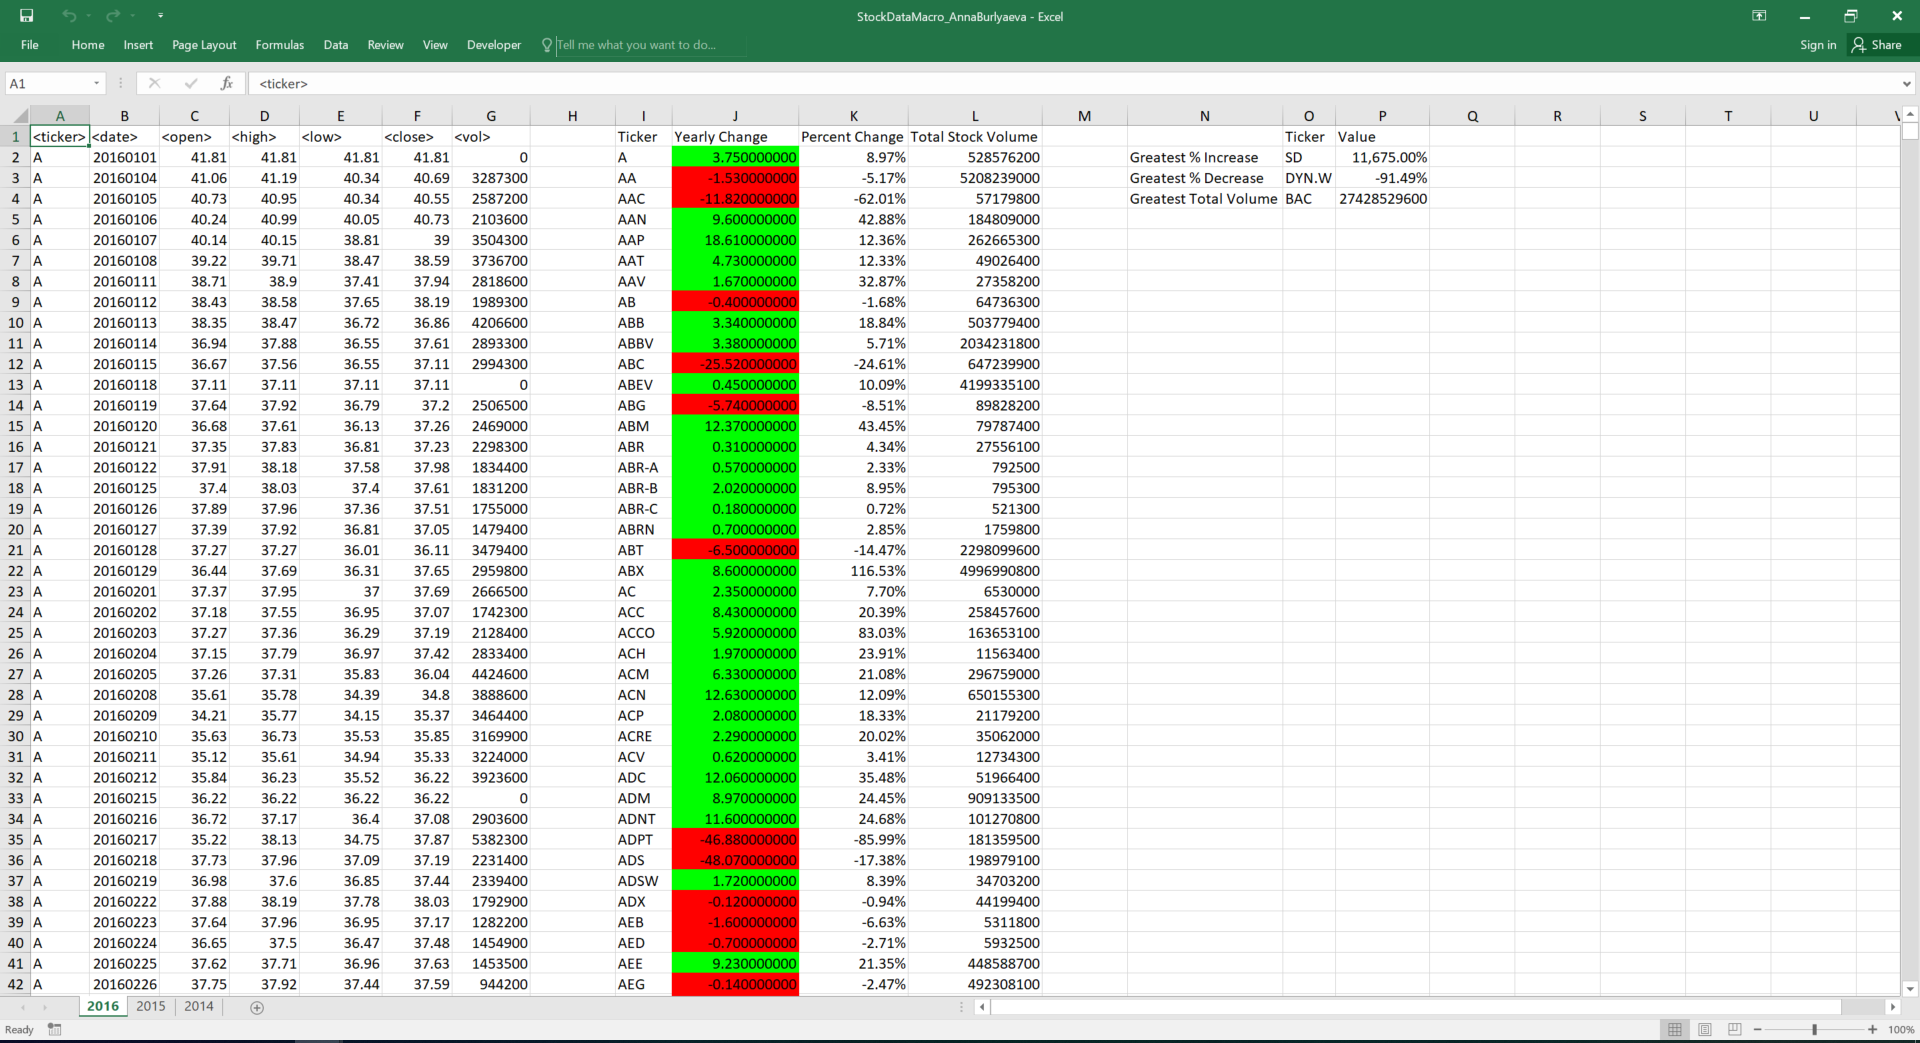 StockDataMacro_AnnaBurlyaeva - Excel
File Home Insert Page Layout Formulas Data Review View Developer Tell me what you want to do... Sign in Share
A1 fx <ticker>
A B C D E F G H I J K L M N O P Q R S T U
1 <ticker> <date> <open> <high> <low> <close> <vol> Ticker Yearly Change Percent Change Total Stock Volume Ticker Value
2 A 20160101 41.81 41.81 41.81 41.81 0 A 3.750000000 8.97% 528576200 Greatest % Increase SD 11,675.00%
3 A 20160104 41.06 41.19 40.34 40.69 3287300 AA -1.530000000 -5.17% 5208239000 Greatest % Decrease DYN.W -91.49%
4 A 20160105 40.73 40.95 40.34 40.55 2587200 AAC -11.820000000 -62.01% 57179800 Greatest Total Volume BAC 27428529600
5 A 20160106 40.24 40.99 40.05 40.73 2103600 AAN 9.600000000 42.88% 184809000
6 A 20160107 40.14 40.15 38.81 39 3504300 AAP 18.610000000 12.36% 262665300
7 A 20160108 39.22 39.71 38.47 38.59 3736700 AAT 4.730000000 12.33% 49026400
8 A 20160111 38.71 38.9 37.41 37.94 2818600 AAV 1.670000000 32.87% 27358200
9 A 20160112 38.43 38.58 37.65 38.19 1989300 AB -0.400000000 -1.68% 64736300
10 A 20160113 38.35 38.47 36.72 36.86 4206600 ABB 3.340000000 18.84% 503779400
11 A 20160114 36.94 37.88 36.55 37.61 2893300 ABBV 3.380000000 5.71% 2034231800
12 A 20160115 36.67 37.56 36.55 37.11 2994300 ABC -25.520000000 -24.61% 647239900
13 A 20160118 37.11 37.11 37.11 37.11 0 ABEV 0.450000000 10.09% 4199335100
14 A 20160119 37.64 37.92 36.79 37.2 2506500 ABG -5.740000000 -8.51% 89828200
15 A 20160120 36.68 37.61 36.13 37.26 2469000 ABM 12.370000000 43.45% 79787400
16 A 20160121 37.35 37.83 36.81 37.23 2298300 ABR 0.310000000 4.34% 27556100
17 A 20160122 37.91 38.18 37.58 37.98 1834400 ABR-A 0.570000000 2.33% 792500
18 A 20160125 37.4 38.03 37.4 37.61 1831200 ABR-B 2.020000000 8.95% 795300
19 A 20160126 37.89 37.96 37.36 37.51 1755000 ABR-C 0.180000000 0.72% 521300
20 A 20160127 37.39 37.92 36.81 37.05 1479400 ABRN 0.700000000 2.85% 1759800
21 A 20160128 37.27 37.27 36.01 36.11 3479400 ABT -6.500000000 -14.47% 2298099600
22 A 20160129 36.44 37.69 36.31 37.65 2959800 ABX 8.600000000 116.53% 4996990800
23 A 20160201 37.37 37.95 37 37.69 2666500 AC 2.350000000 7.70% 6530000
24 A 20160202 37.18 37.55 36.95 37.07 1742300 ACC 8.430000000 20.39% 258457600
25 A 20160203 37.27 37.36 36.29 37.19 2128400 ACCO 5.920000000 83.03% 163653100
26 A 20160204 37.15 37.79 36.97 37.42 2833400 ACH 1.970000000 23.91% 11563400
27 A 20160205 37.26 37.31 35.83 36.04 4424600 ACM 6.330000000 21.08% 296759000
28 A 20160208 35.61 35.78 34.39 34.8 3888600 ACN 12.630000000 12.09% 650155300
29 A 20160209 34.21 35.77 34.15 35.37 3464400 ACP 2.080000000 18.33% 21179200
30 A 20160210 35.63 36.73 35.53 35.85 3169900 ACRE 2.290000000 20.02% 35062000
31 A 20160211 35.12 35.61 34.94 35.33 3224000 ACV 0.620000000 3.41% 12734300
32 A 20160212 35.84 36.23 35.52 36.22 3923600 ADC 12.060000000 35.48% 51966400
33 A 20160215 36.22 36.22 36.22 36.22 0 ADM 8.970000000 24.45% 909133500
34 A 20160216 36.72 37.17 36.4 37.08 2903600 ADNT 11.600000000 24.68% 101270800
35 A 20160217 35.22 38.13 34.75 37.87 5382300 ADPT -46.880000000 -85.99% 181359500
36 A 20160218 37.73 37.96 37.09 37.19 2231400 ADS -48.070000000 -17.38% 198979100
37 A 20160219 36.98 37.6 36.85 37.44 2339400 ADSW 1.720000000 8.39% 34703200
38 A 20160222 37.88 38.19 37.78 38.03 1792900 ADX -0.120000000 -0.94% 44199400
39 A 20160223 37.64 37.96 36.95 37.17 1282200 AEB -1.600000000 -6.63% 5311800
40 A 20160224 36.65 37.5 36.47 37.48 1454900 AED -0.700000000 -2.71% 5932500
41 A 20160225 37.62 37.71 36.96 37.63 1453500 AEE 9.230000000 21.35% 448588700
42 A 20160226 37.75 37.92 37.44 37.59 944200 AEG -0.140000000 -2.47% 492308100
2016 2015 2014
Ready 100%